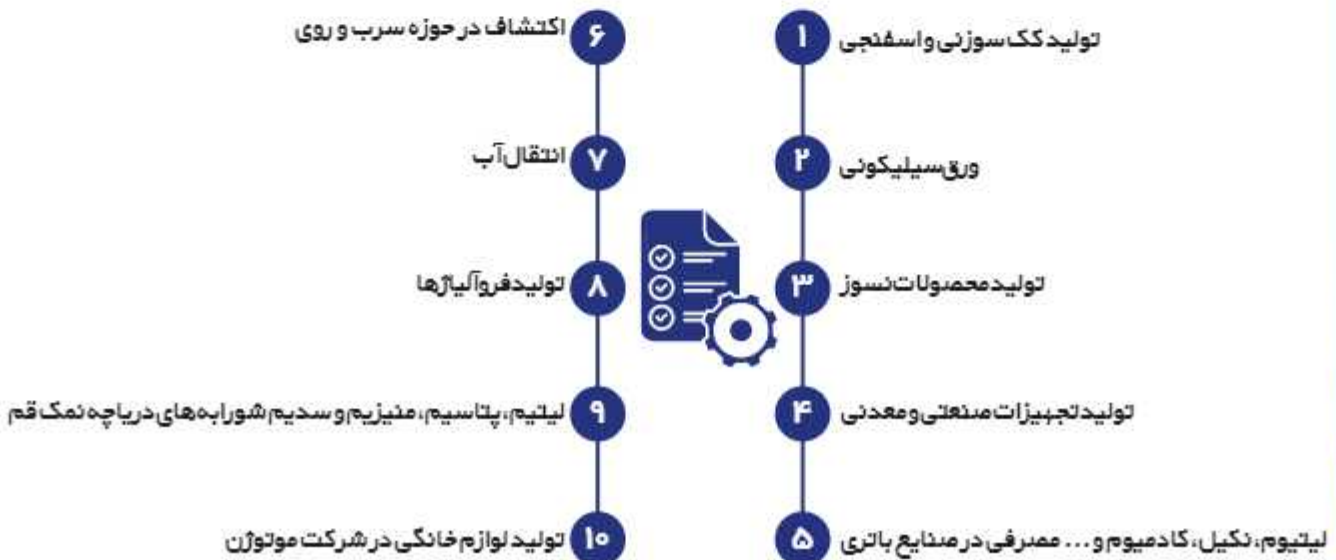 ۱ تولید کک سوزنی و اسفنجی
۲ ورق سیلیکونی
۳ تولید محصولات نسوز
۴ تولید تجهیزات صنعتی و معدنی
۵ لیتیوم، نکیل، کادمیوم و ... مصرفی در صنایع باتری
۶ اکتشاف در حوزه سرب و روی
۷ انتقال آب
۸ تولید فروآلیاژها
۹ لیتیم، پتاسیم، منیزیم و سدیم شورابه‌های دریاچه نمک قم
۱۰ تولید لوازم خانگی در شرکت موتوژن